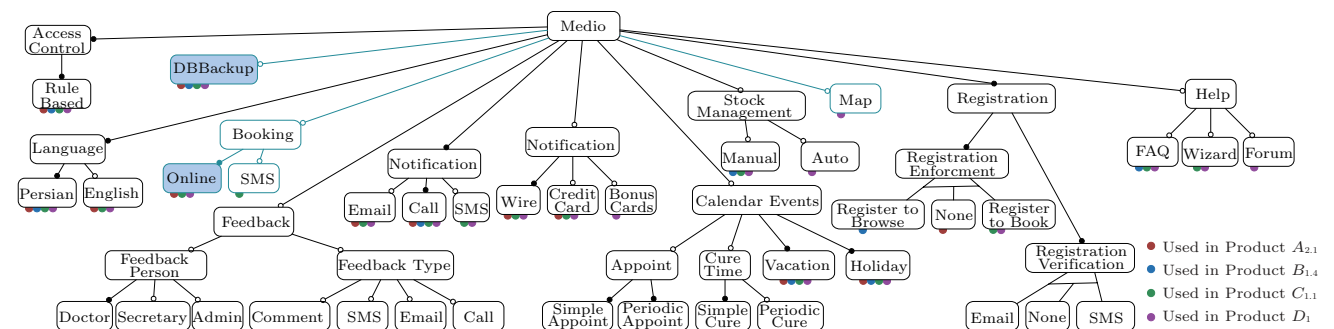 Medio
Access
Control
Rule
Based
DBBackup
Language
Persian
English
Booking
Online
SMS
Feedback
Feedback
Person
Doctor
Secretary
Admin
Feedback Type
Comment
SMS
Email
Call
Notification
Email
Call
SMS
Notification
Wire
Credit
Card
Bonus
Cards
Calendar Events
Appoint
Simple
Appoint
Periodic
Appoint
Cure
Time
Simple
Cure
Periodic
Cure
Vacation
Holiday
Stock
Management
Manual
Auto
Map
Registration
Registration
Enforcment
Register to
Browse
None
Register
to Book
Registration
Verification
Email
None
SMS
Help
FAQ
Wizard
Forum
Used in Product A2.1
Used in Product B1.4
Used in Product C1.1
Used in Product D1